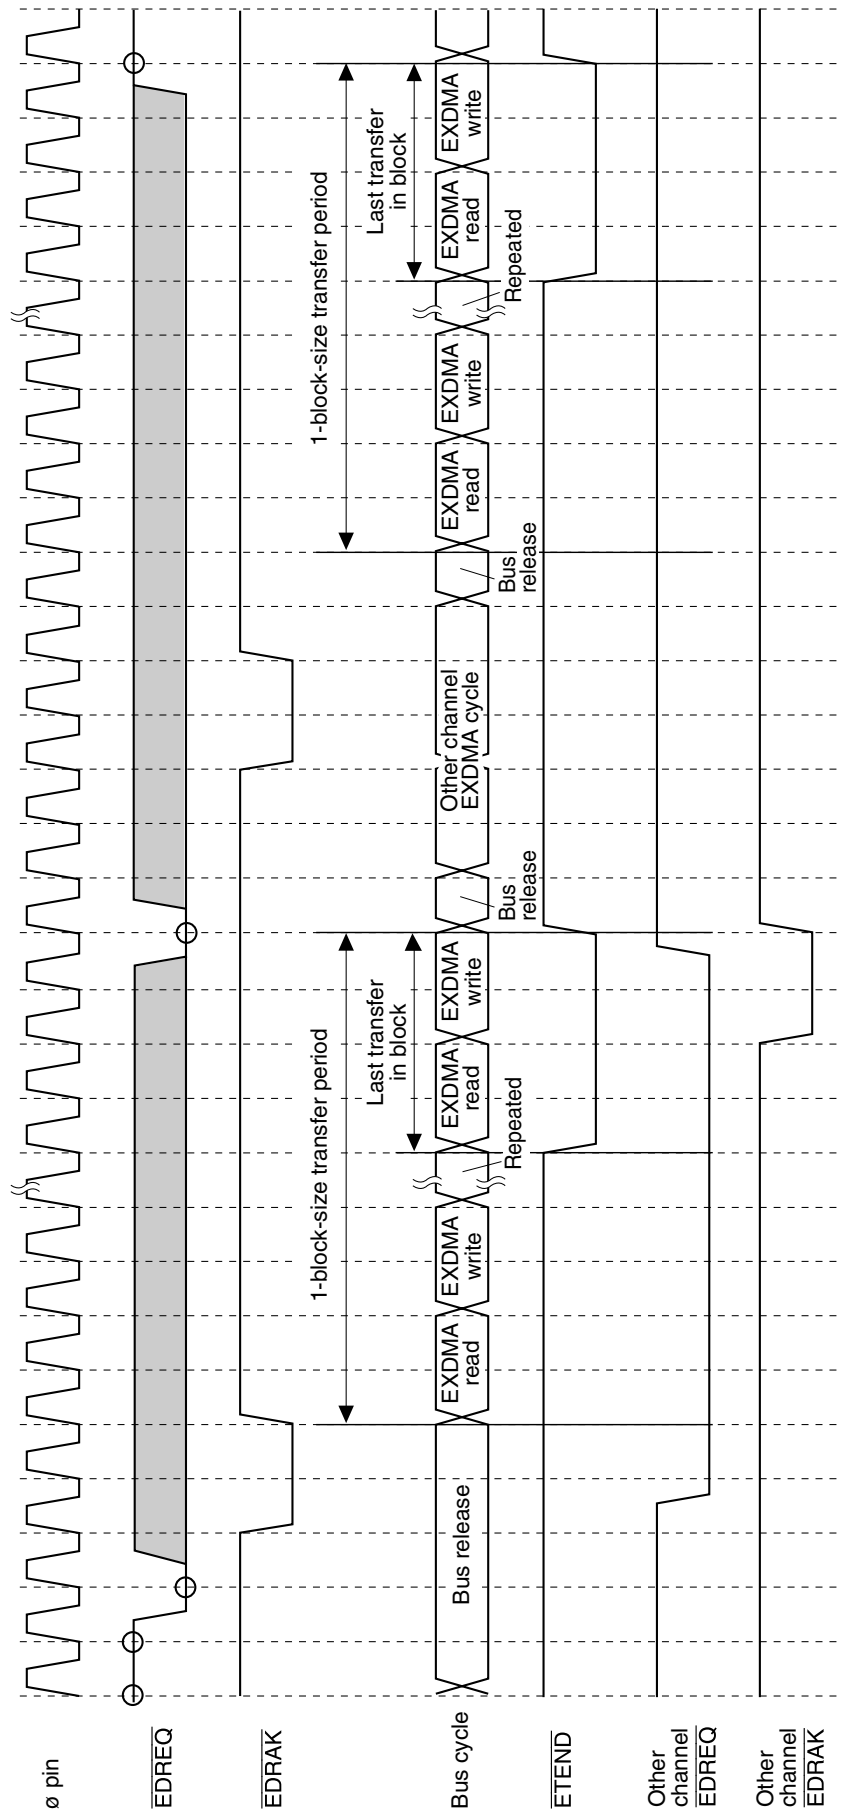 ø pin
EDREQ
EDRAK
1-block-size transfer period
1-block-size transfer period
Last transfer
in block
Last transfer
in block
Bus cycle
Bus release
EXDMA
read
EXDMA
write
Repeated
EXDMA
read
EXDMA
write
Bus
release
Other channel
EXDMA cycle
Bus
release
EXDMA
read
EXDMA
write
Repeated
EXDMA
read
EXDMA
write
ETEND
Other
channel
EDREQ
Other
channel
EDRAK